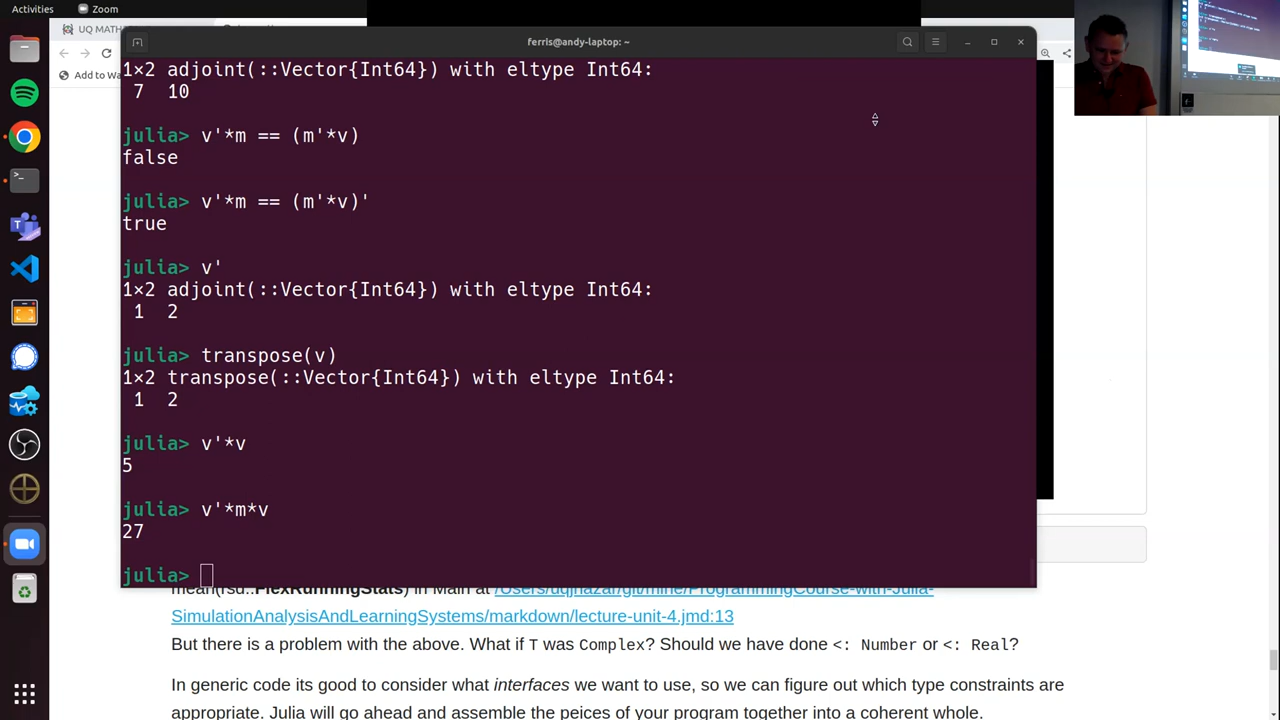 Activities Zoom
UQ MATH
ferris@andy-laptop: ~
Add to Wa
1×2 adjoint(::Vector{Int64}) with eltype Int64:
7 10
julia> v'*m == (m'*v)
false
julia> v'*m == (m'*v)'
true
julia> v'
1×2 adjoint(::Vector{Int64}) with eltype Int64:
1 2
julia> transpose(v)
1×2 transpose(::Vector{Int64}) with eltype Int64:
1 2
julia> v'*v
5
julia> v'*m*v
27
julia>
mean(rsd::FlexRunningStats) in Main at /Users/uqjnazar/git/mine/ProgrammingCourse-with-Julia-
SimulationAnalysisAndLearningSystems/markdown/lecture-unit-4.jmd:13
But there is a problem with the above. What if T was Complex? Should we have done <: Number or <: Real?
In generic code its good to consider what interfaces we want to use, so we can figure out which type constraints are
appropriate. Julia will go ahead and assemble the peices of your program together into a coherent whole.